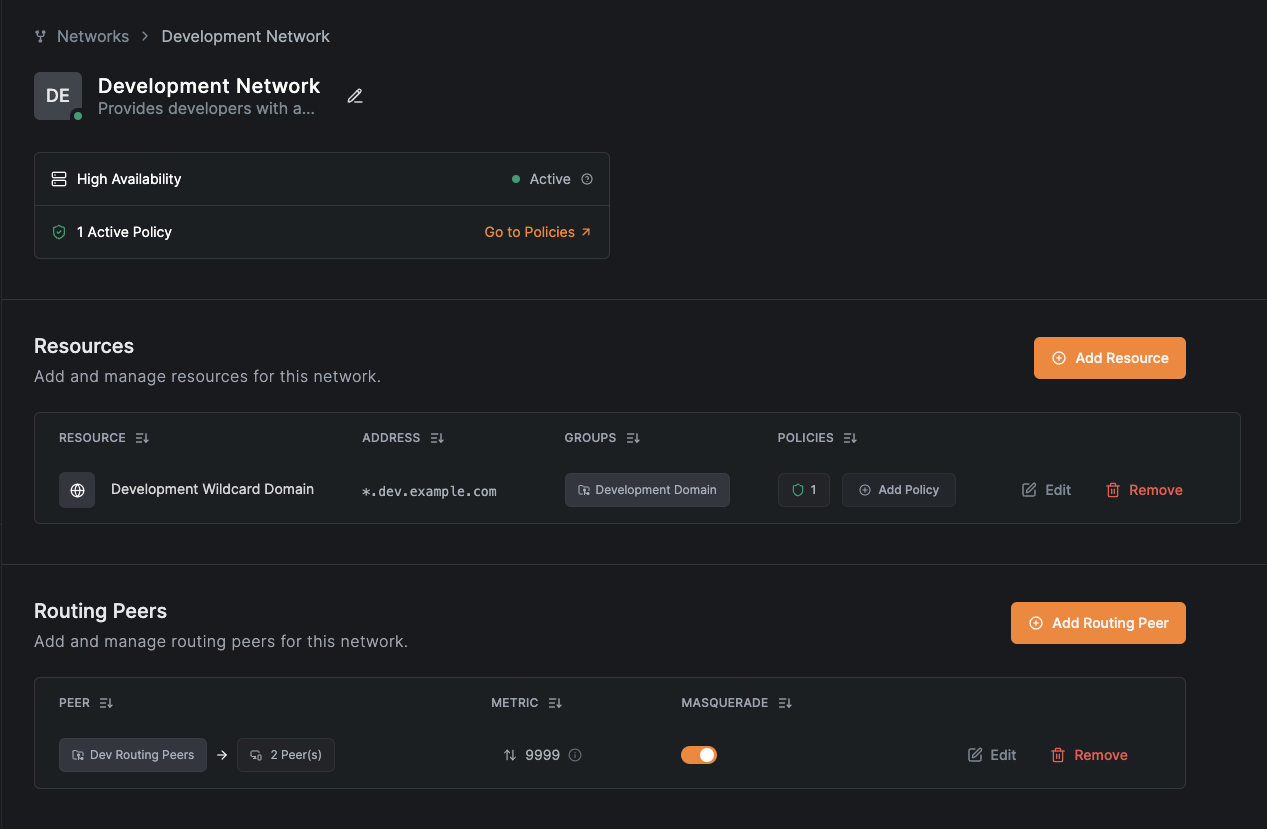 Networks > Development Network
DE
Development Network
Provides developers with a...
High Availability
Active
1 Active Policy
Go to Policies
Resources
Add and manage resources for this network.
Add Resource
RESOURCE ADDRESS GROUPS POLICIES
Development Wildcard Domain *.dev.example.com Development Domain 1 Add Policy Edit Remove
Routing Peers
Add and manage routing peers for this network.
Add Routing Peer
PEER METRIC MASQUERADE
Dev Routing Peers → 2 Peer(s) 9999 Edit Remove